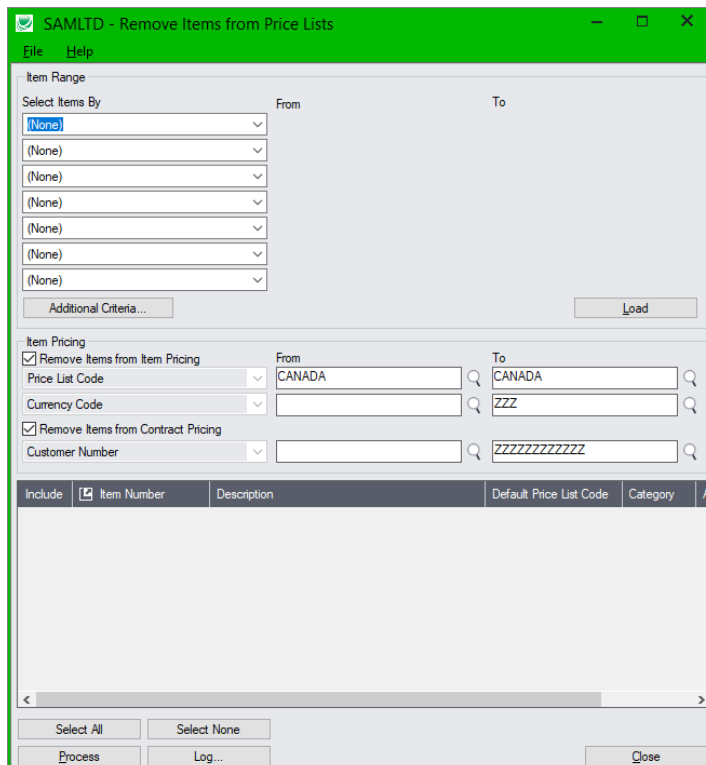 SAMLTD - Remove Items from Price Lists
File Help
Item Range
Select Items By From To
(None)
(None)
(None)
(None)
(None)
(None)
(None)
Additional Criteria... Load
Item Pricing
Remove Items from Item Pricing From To
Price List Code CANADA CANADA
Currency Code ZZZ
Remove Items from Contract Pricing
Customer Number ZZZZZZZZZZZZ
Include Item Number Description Default Price List Code Category
Select All Select None
Process Log... Close